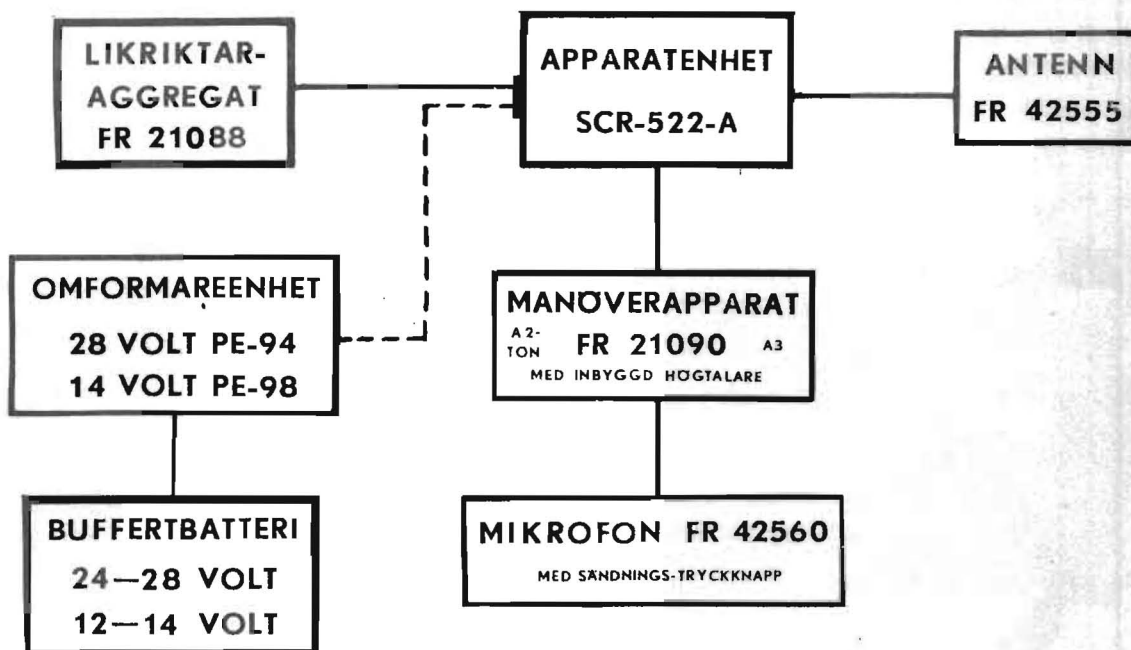 LIKRIKTAR-
AGGREGAT
FR 21088
APPARATENHET
SCR-522-A
ANTENN
FR 42555
OMFORMAREENHET
28 VOLT PE-94
14 VOLT PE-98
MANÖVERAPPARAT
A2-
TON
FR 21090
A3
MED INBYGGD HÖGTALARE
BUFFERTBATTERI
24—28 VOLT
12—14 VOLT
MIKROFON FR 42560
MED SÄNDNINGS-TRYCKKNAPP